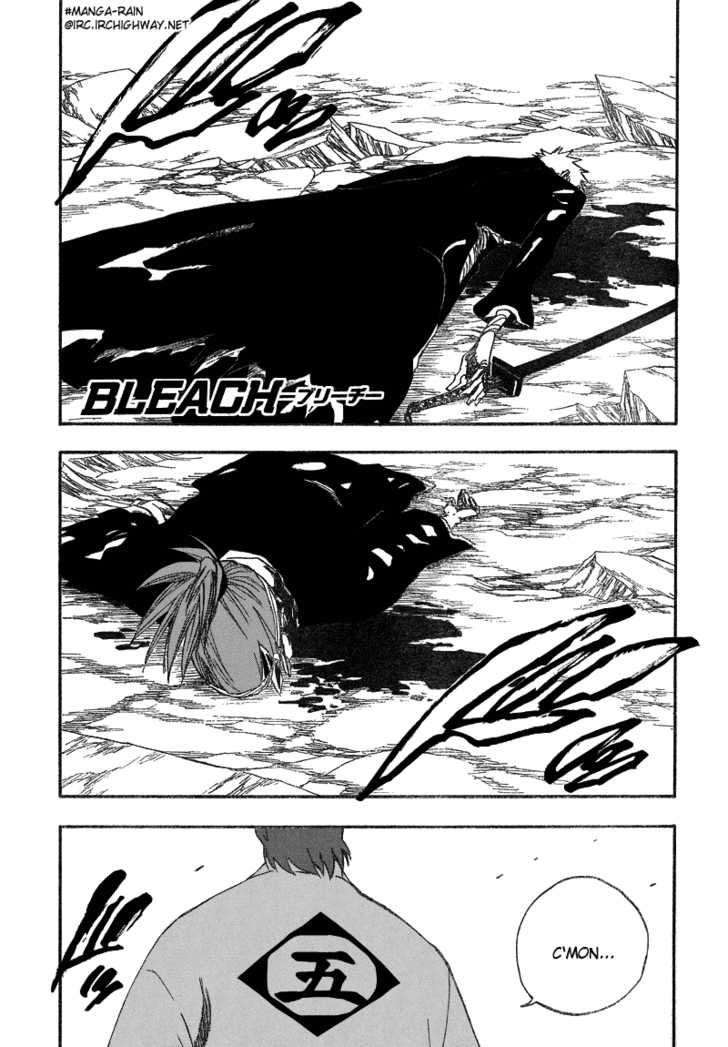 #MANGA-RAIN
@IRC.IRCHIGHWAY.NET
BLEACH-ブリーチ-
五
C'MON...